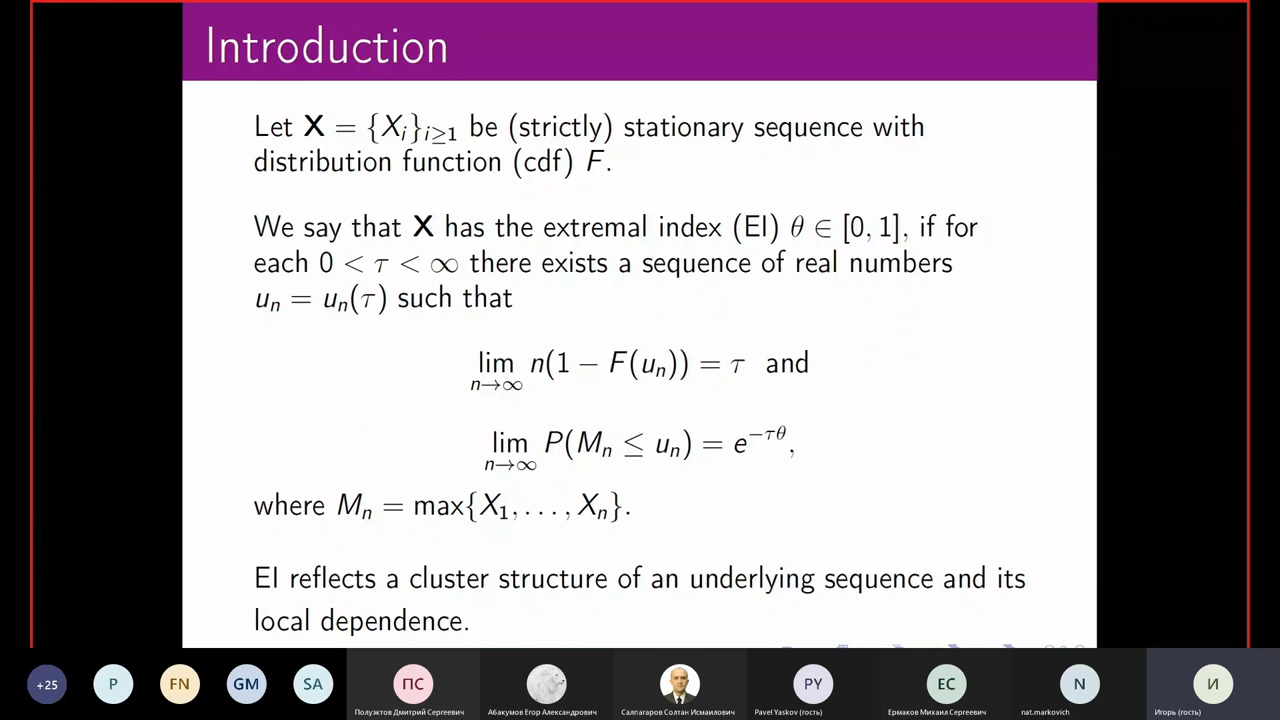 Introduction
Let X = {X_i}_{i≥1} be (strictly) stationary sequence with
distribution function (cdf) F.
We say that X has the extremal index (EI) θ ∈ [0, 1], if for
each 0 < τ < ∞ there exists a sequence of real numbers
u_n = u_n(τ) such that
lim_{n→∞} n(1 − F(u_n)) = τ and
lim_{n→∞} P(M_n ≤ u_n) = e^{−τθ},
where M_n = max{X_1, . . . , X_n}.
EI reflects a cluster structure of an underlying sequence and its
local dependence.
+25 P FN GM SA ПС PY EC N И
Полуэктов Дмитрий Сергеевич Абакумов Егор Александрович Салпагаров Солтан Исмаилович Pavel Yaskov (гость) Ермаков Михаил Сергеевич nat.markovich Игорь (гость)